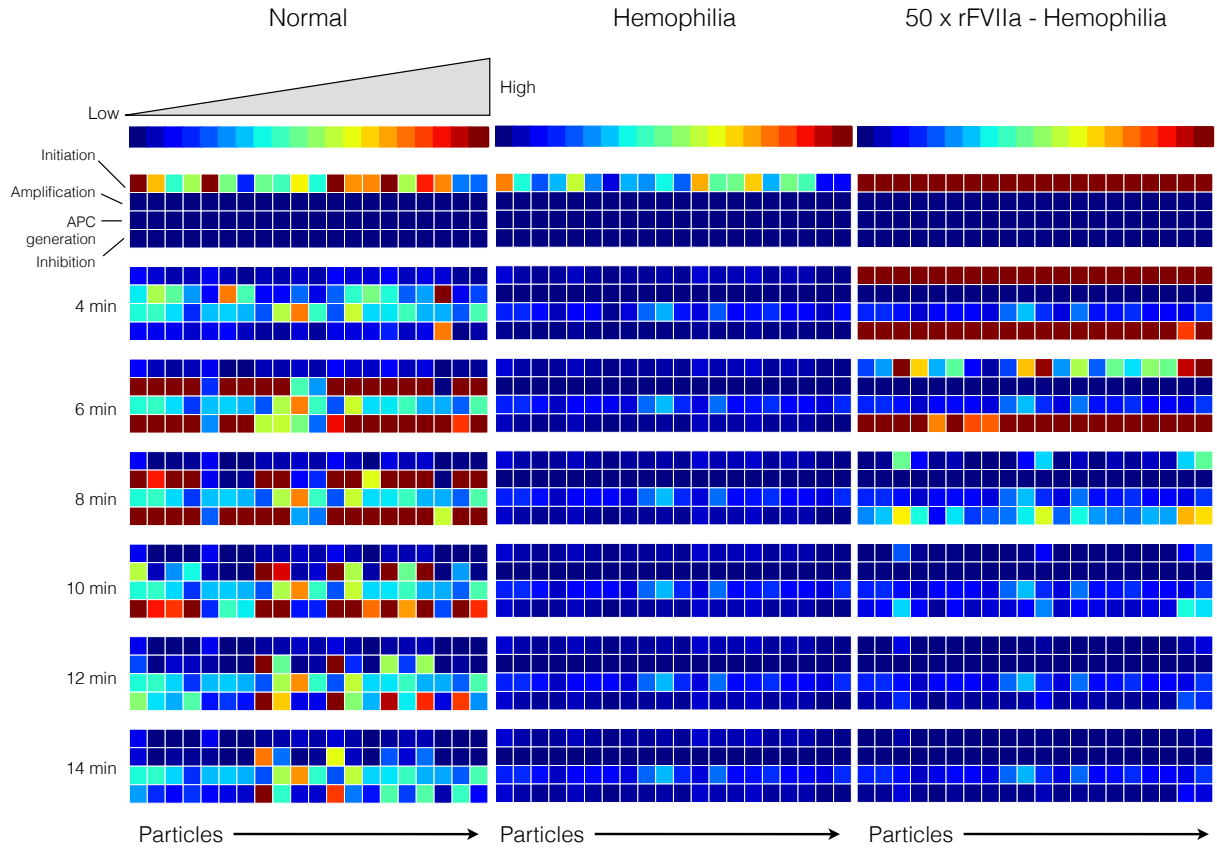 Normal
Hemophilia
50 x rFVIIa - Hemophilia
Low
High
Initiation
Amplification
APC
generation
Inhibition
4 min
6 min
8 min
10 min
12 min
14 min
Particles
Particles
Particles